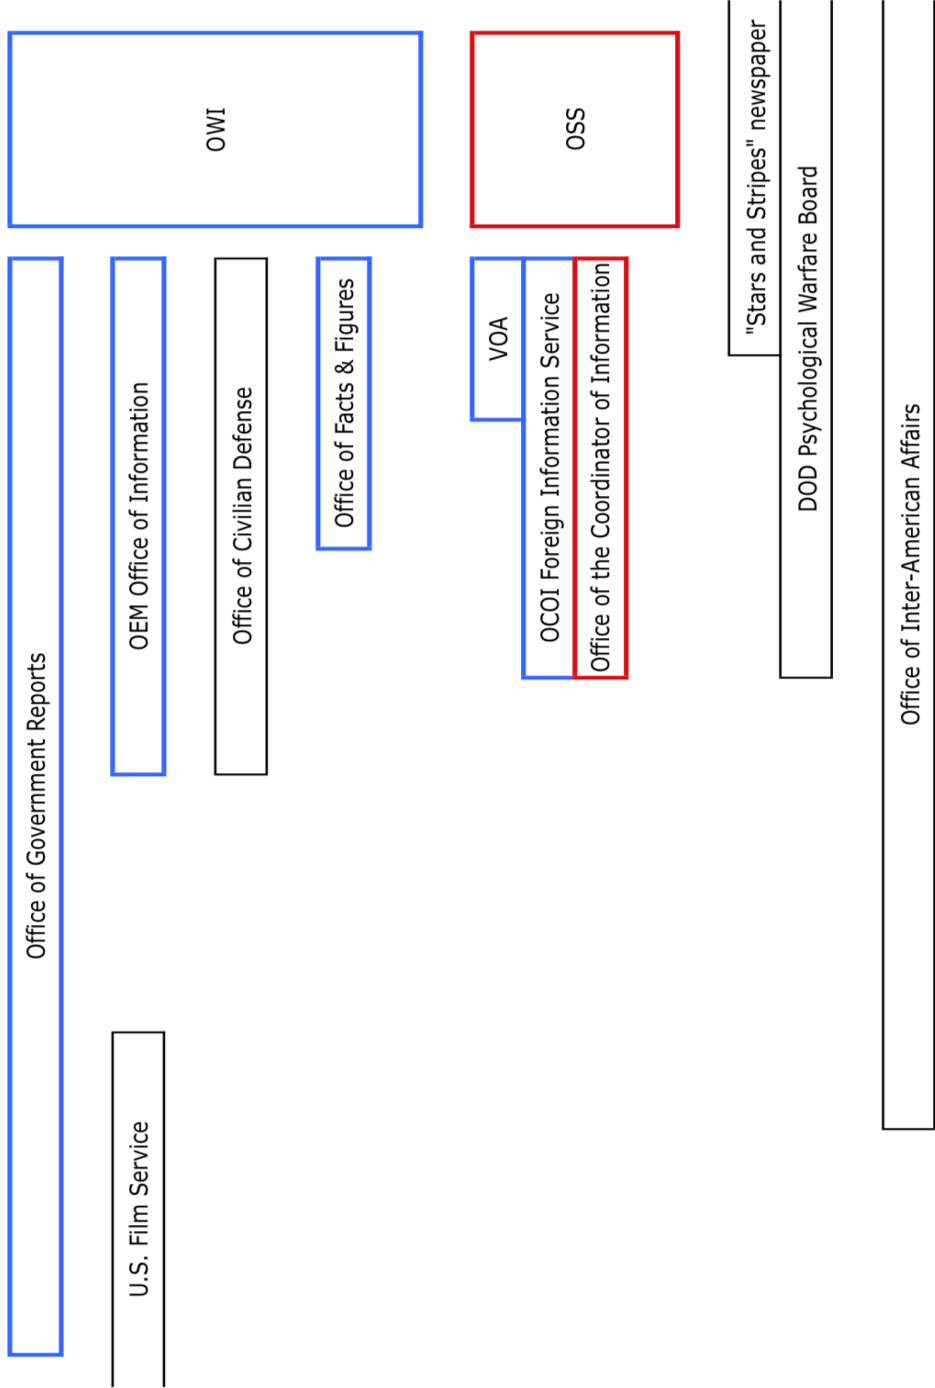 OWI
OSS
Office of Government Reports
OEM Office of Information
Office of Civilian Defense
Office of Facts & Figures
VOA
OCOI Foreign Information Service
Office of the Coordinator of Information
"Stars and Stripes" newspaper
DOD Psychological Warfare Board
Office of Inter-American Affairs
U.S. Film Service